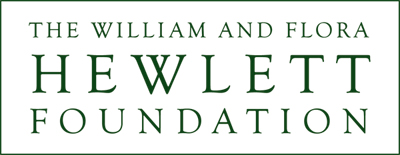 THE WILLIAM AND FLORA
HEWLETT
FOUNDATION